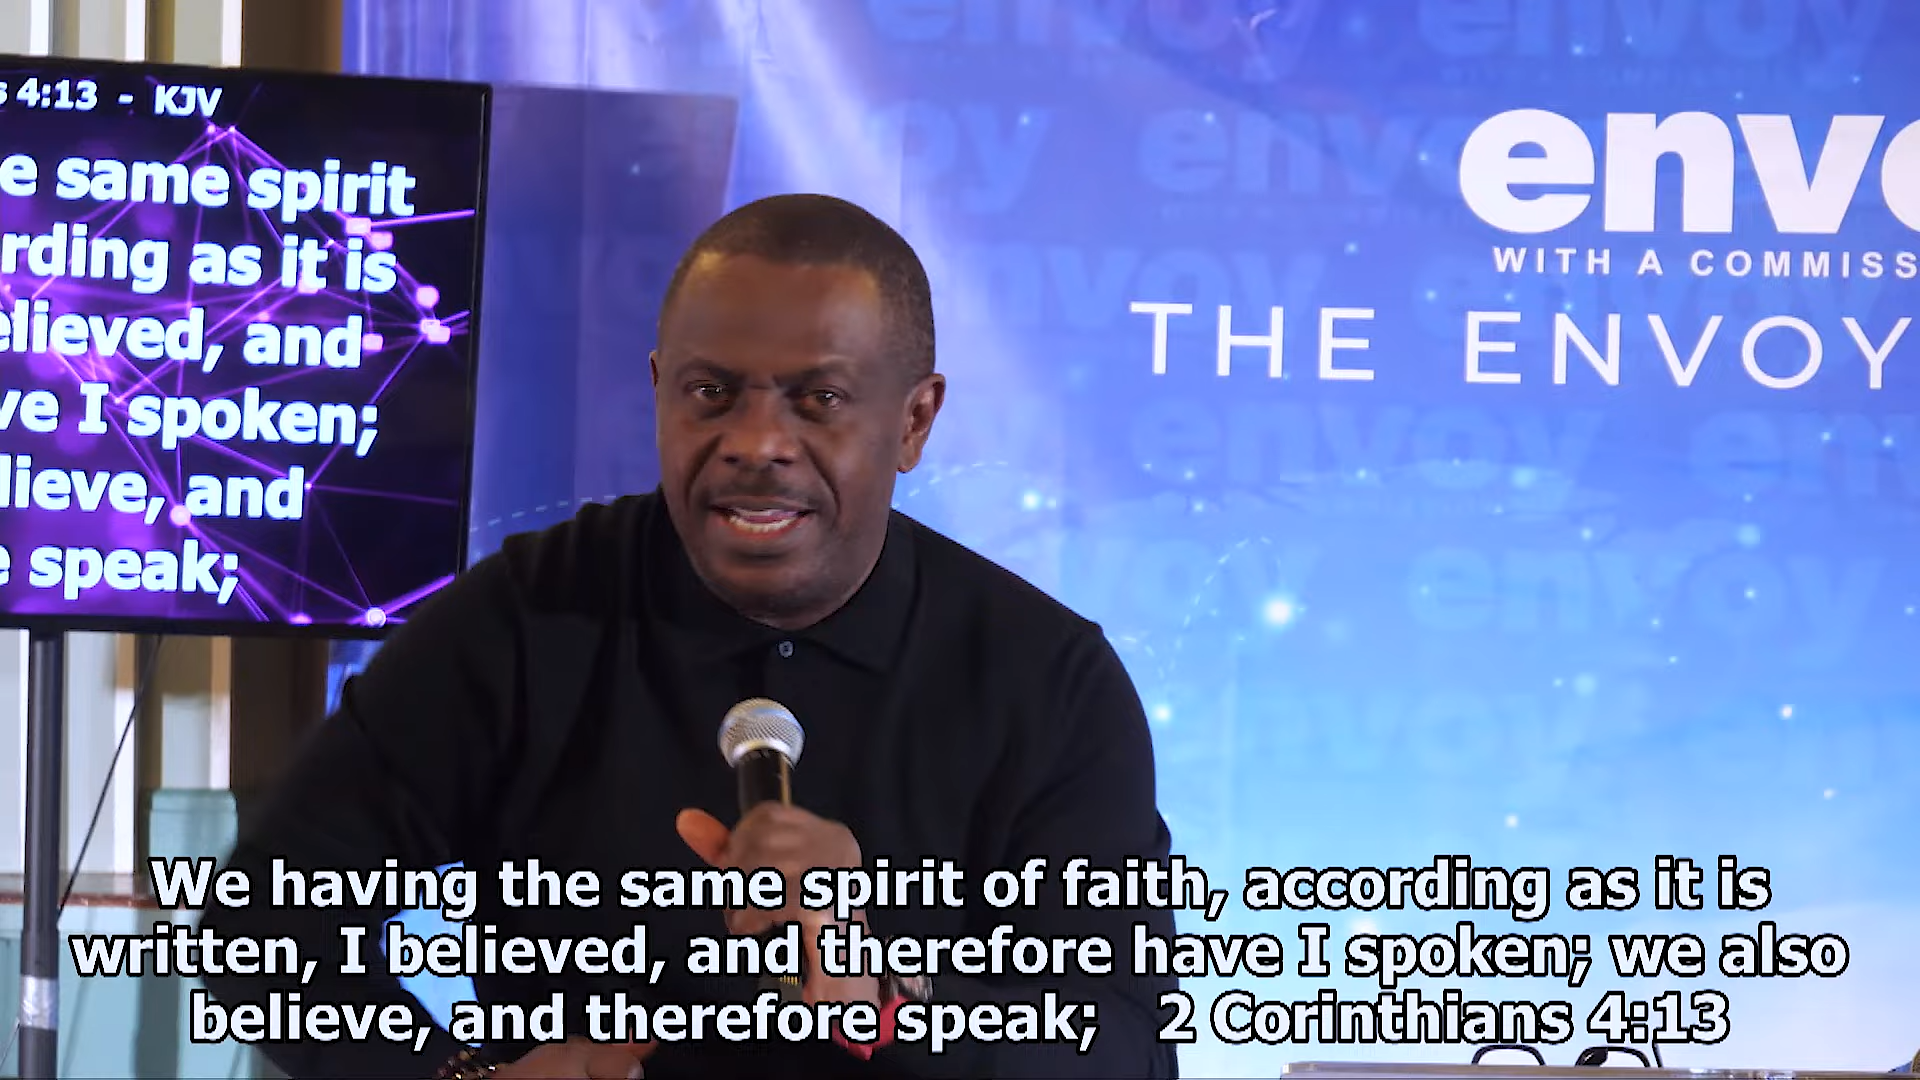 s 4:13 - KJV
e same spirit
rding as it is
elieved, and
ve I spoken;
lieve, and
e speak;
envo
WITH A COMMISS
THE ENVOY
We having the same spirit of faith, according as it is
written, I believed, and therefore have I spoken; we also
believe, and therefore speak; 2 Corinthians 4:13